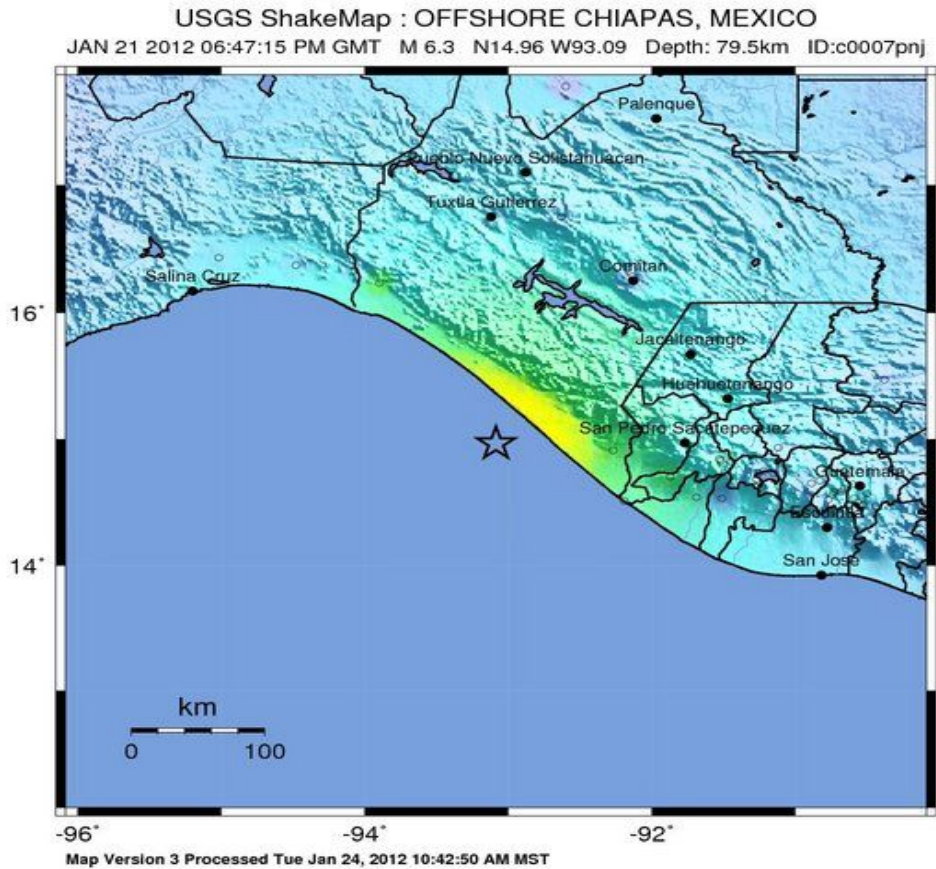 USGS ShakeMap : OFFSHORE CHIAPAS, MEXICO
JAN 21 2012 06:47:15 PM GMT M 6.3 N14.96 W93.09 Depth: 79.5km ID:c0007pnj
Palenque
Pueblo Nuevo Solistahuacan
Tuxtla Gutierrez
Comitan
Salina Cruz
16°
Jacaltenango
Huehuetenango
San Pedro Sacatepequez
Guatemala
Escuintla
14°
San Jose
km
0 100
-96° -94° -92°
Map Version 3 Processed Tue Jan 24, 2012 10:42:50 AM MST